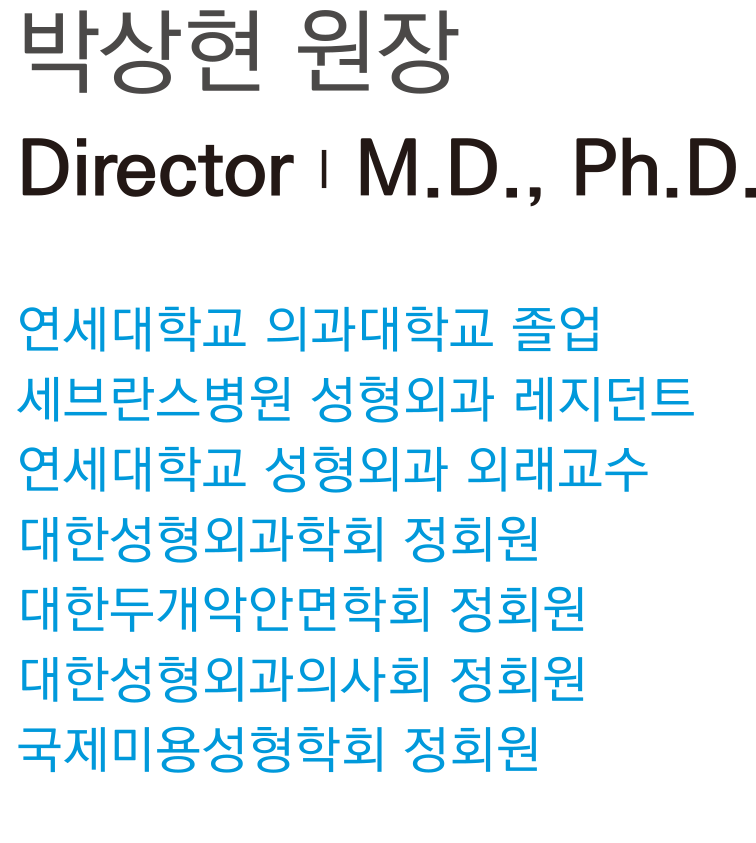 박상현 원장
Director | M.D., Ph.D.
연세대학교 의과대학교 졸업
세브란스병원 성형외과 레지던트
연세대학교 성형외과 외래교수
대한성형외과학회 정회원
대한두개악안면학회 정회원
대한성형외과의사회 정회원
국제미용성형학회 정회원